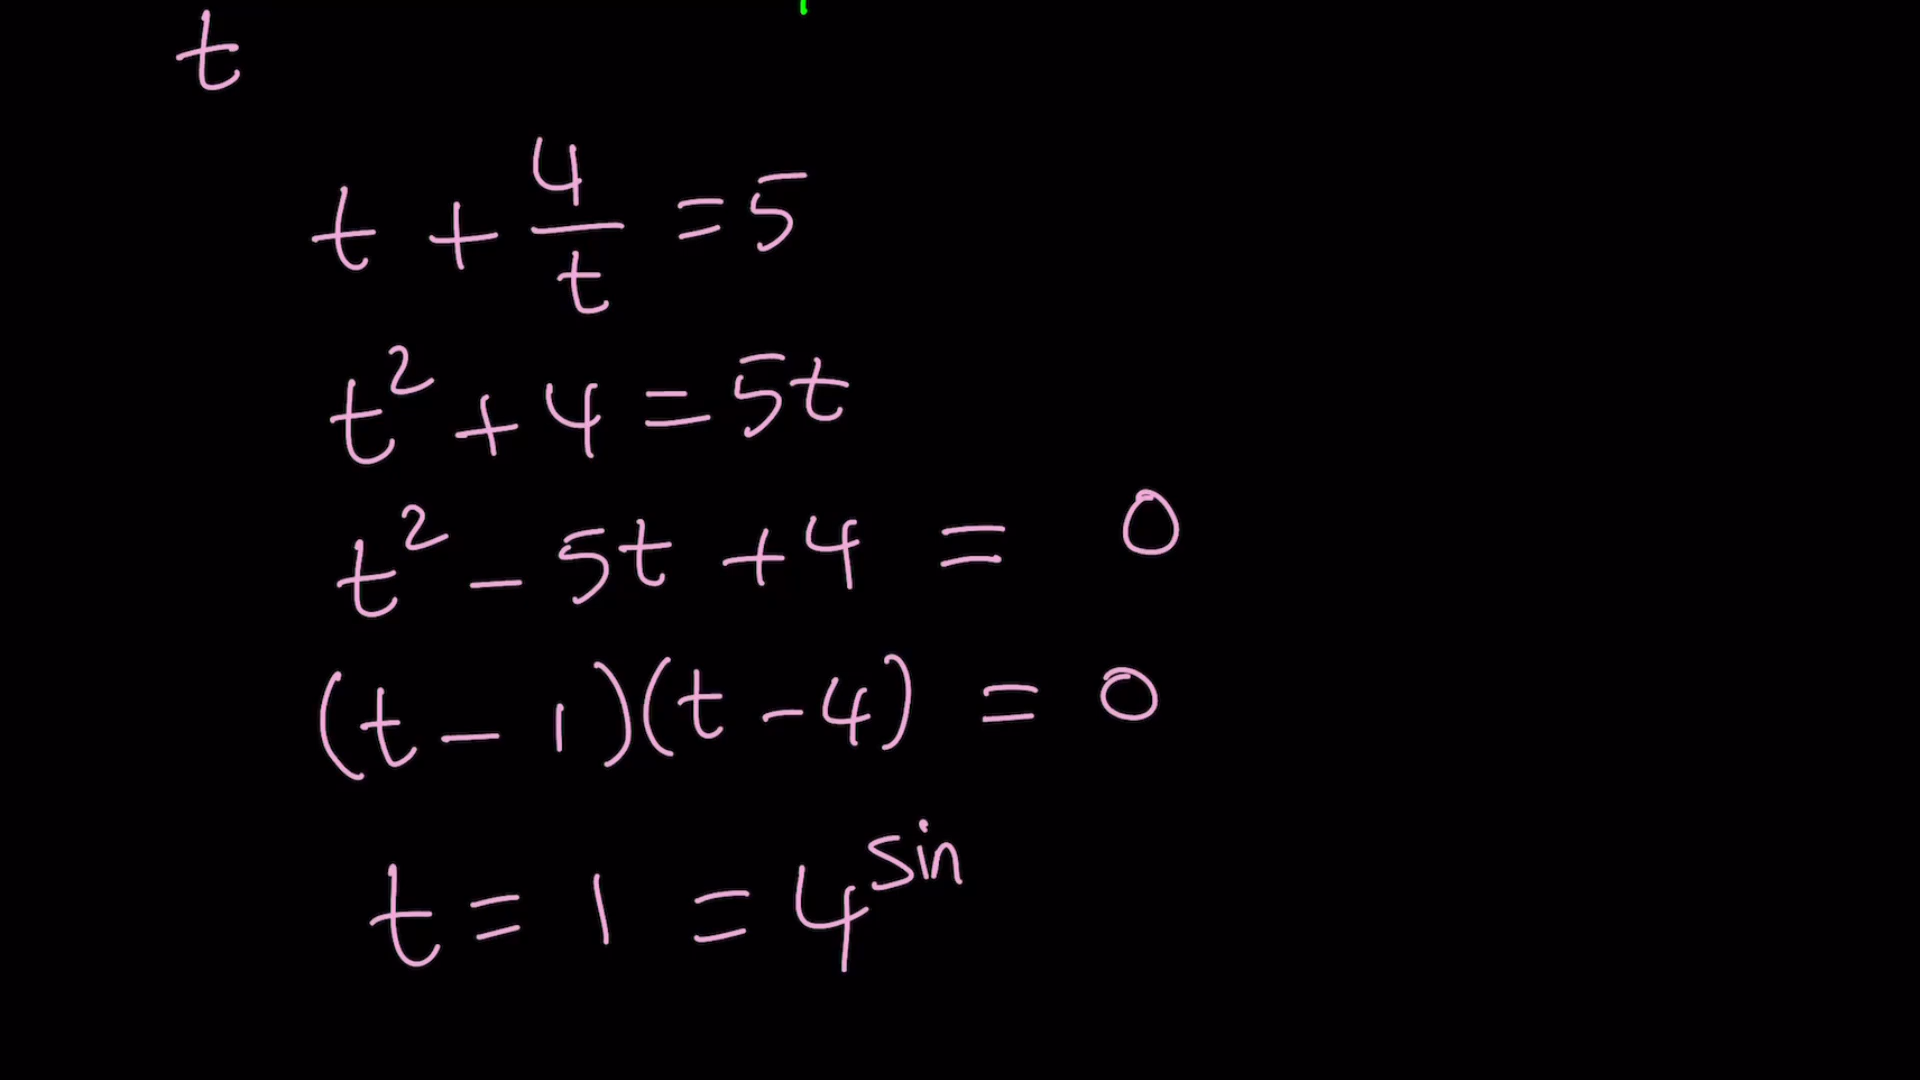 t
t + 4/t = 5
t² + 4 = 5t
t² - 5t + 4 = 0
(t - 1)(t - 4) = 0
t = 1 = 4^sin